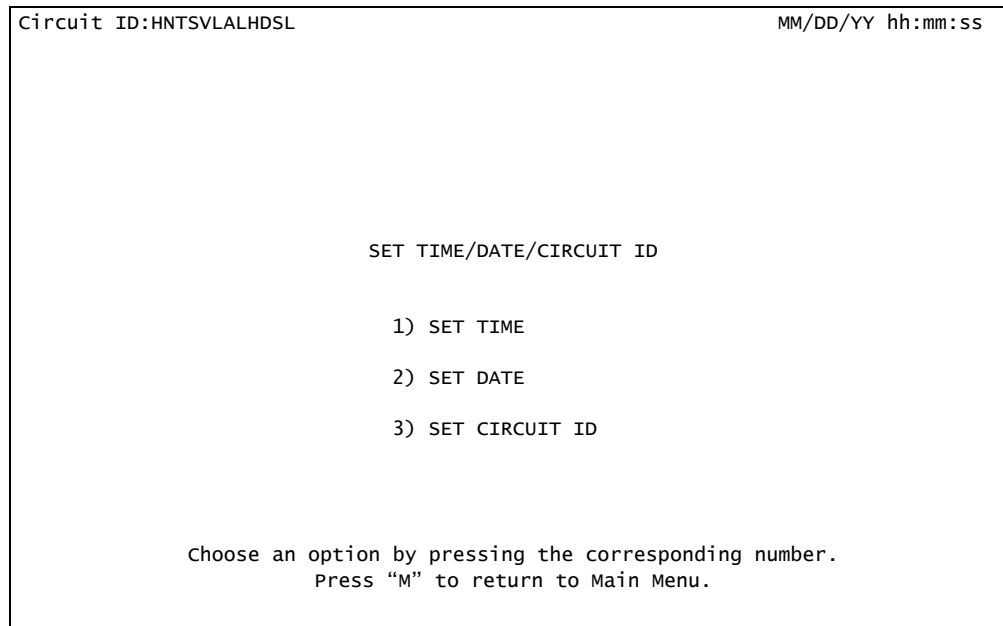 Circuit ID:HNTSVLALHDSL MM/DD/YY hh:mm:ss
SET TIME/DATE/CIRCUIT ID
1) SET TIME
2) SET DATE
3) SET CIRCUIT ID
Choose an option by pressing the corresponding number.
Press “M” to return to Main Menu.